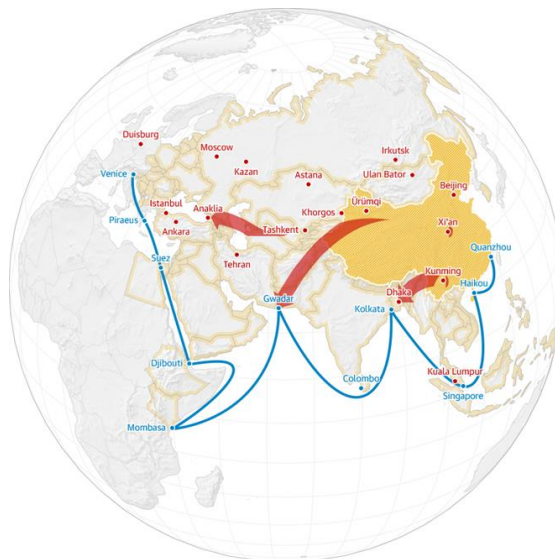 Duisburg
Moscow
Irkutsk
Kazan
Venice
Astana
Ulan Bator
Beijing
Istanbul
Anaklia
Khorgos
Ürümqi
Piraeus
Ankara
Tashkent
Xi'an
Quanzhou
Suez
Tehran
Kunming
Haikou
Gwadar
Dhaka
Kolkata
Djibouti
Colombo
Kuala Lumpur
Singapore
Mombasa